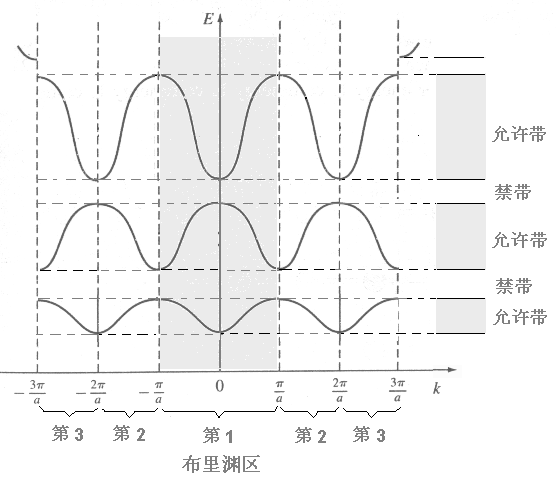 E
允许带
禁带
允许带
禁带
允许带
-3π/a -2π/a -π/a 0 π/a 2π/a 3π/a k
第3 第2 第1 第2 第3
布里渊区